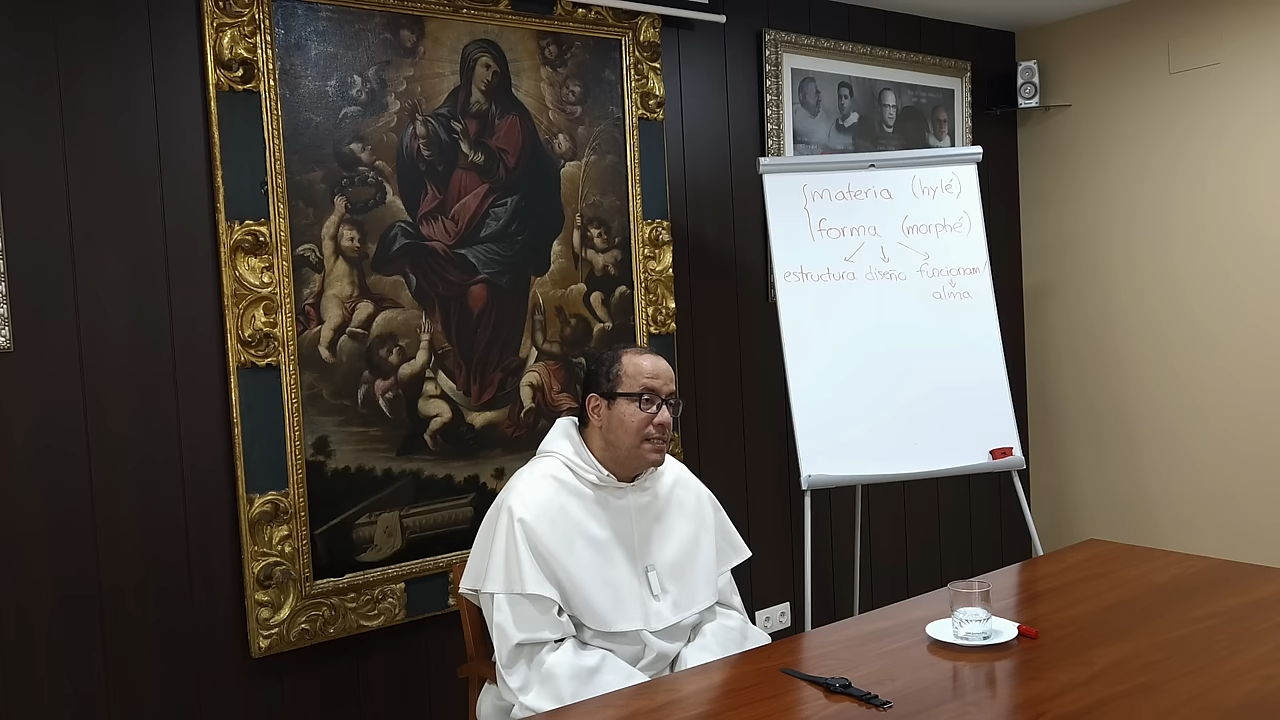 materia (hylé)
forma (morphé)
estructura diseño funcionam/
alma